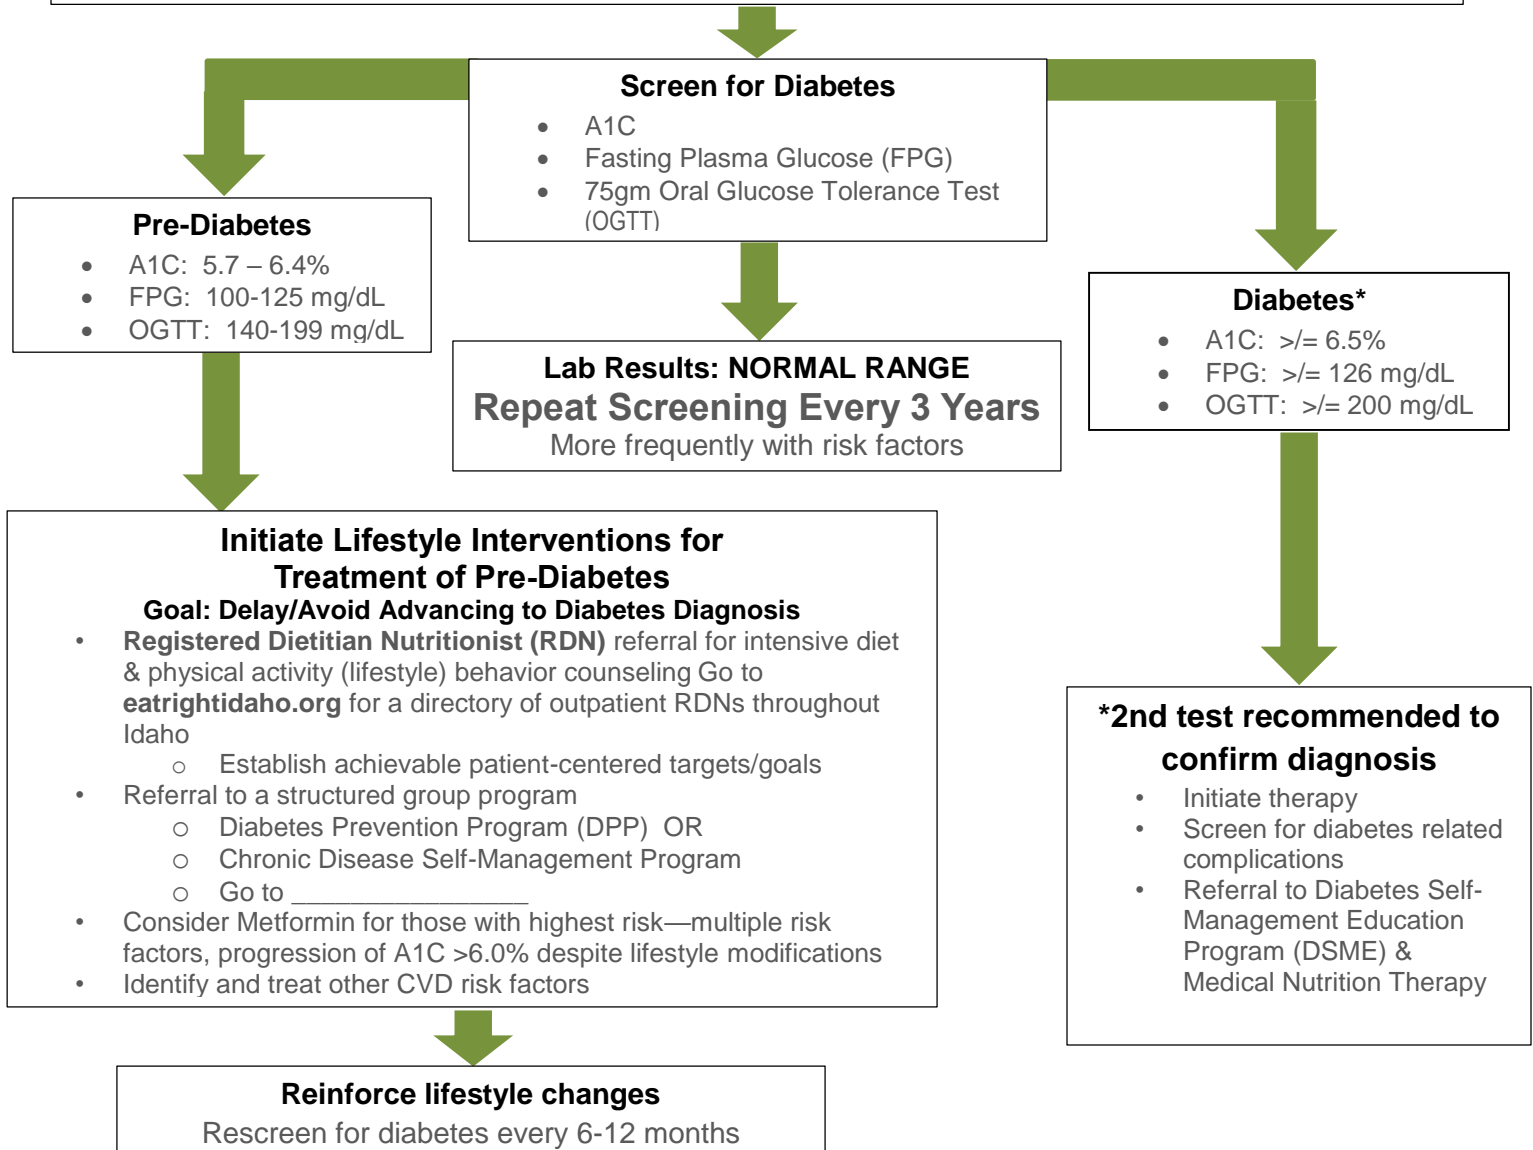 Screen for Diabetes
• A1C
• Fasting Plasma Glucose (FPG)
• 75gm Oral Glucose Tolerance Test
(OGTT)
Pre-Diabetes
• A1C: 5.7 – 6.4%
• FPG: 100-125 mg/dL
• OGTT: 140-199 mg/dL
Lab Results: NORMAL RANGE
Repeat Screening Every 3 Years
More frequently with risk factors
Diabetes*
• A1C: >/= 6.5%
• FPG: >/= 126 mg/dL
• OGTT: >/= 200 mg/dL
Initiate Lifestyle Interventions for
Treatment of Pre-Diabetes
Goal: Delay/Avoid Advancing to Diabetes Diagnosis
• Registered Dietitian Nutritionist (RDN) referral for intensive diet
& physical activity (lifestyle) behavior counseling Go to
eatrightidaho.org for a directory of outpatient RDNs throughout
Idaho
o Establish achievable patient-centered targets/goals
• Referral to a structured group program
o Diabetes Prevention Program (DPP) OR
o Chronic Disease Self-Management Program
o Go to _________________
• Consider Metformin for those with highest risk—multiple risk
factors, progression of A1C >6.0% despite lifestyle modifications
• Identify and treat other CVD risk factors
*2nd test recommended to
confirm diagnosis
• Initiate therapy
• Screen for diabetes related
complications
• Referral to Diabetes Self-
Management Education
Program (DSME) &
Medical Nutrition Therapy
Reinforce lifestyle changes
Rescreen for diabetes every 6-12 months